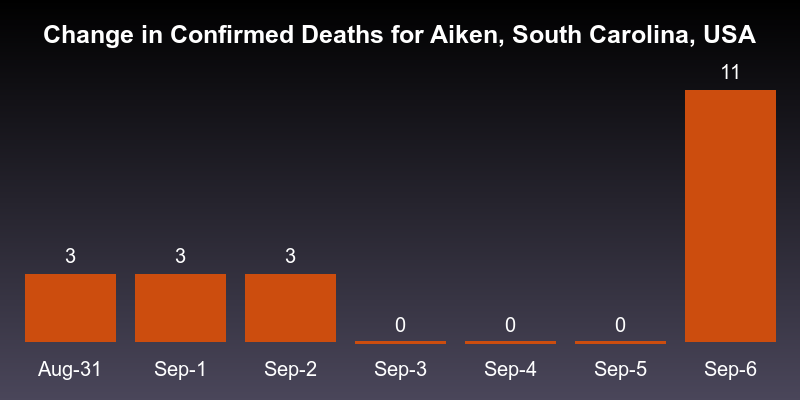 Change in Confirmed Deaths for Aiken, South Carolina, USA
11
3 3 3
0 0 0
Aug-31 Sep-1 Sep-2 Sep-3 Sep-4 Sep-5 Sep-6